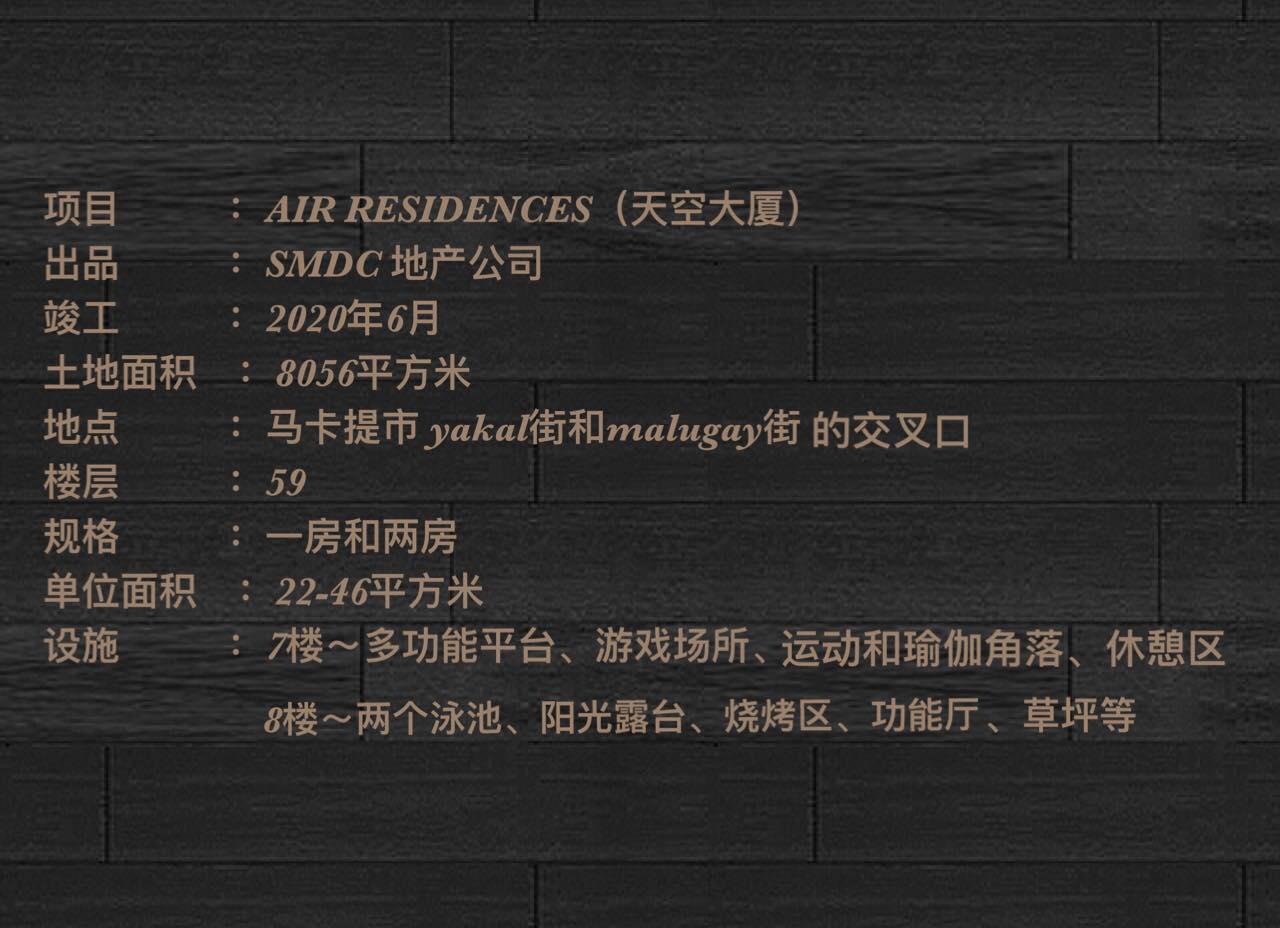 项目 : AIR RESIDENCES（天空大厦）
出品 : SMDC 地产公司
竣工 : 2020年6月
土地面积 : 8056平方米
地点 : 马卡提市 yakal街和malugay街 的交叉口
楼层 : 59
规格 : 一房和两房
单位面积 : 22-46平方米
设施 : 7楼～多功能平台、游戏场所、运动和瑜伽角落、休憩区
8楼～两个泳池、阳光露台、烧烤区、功能厅、草坪等